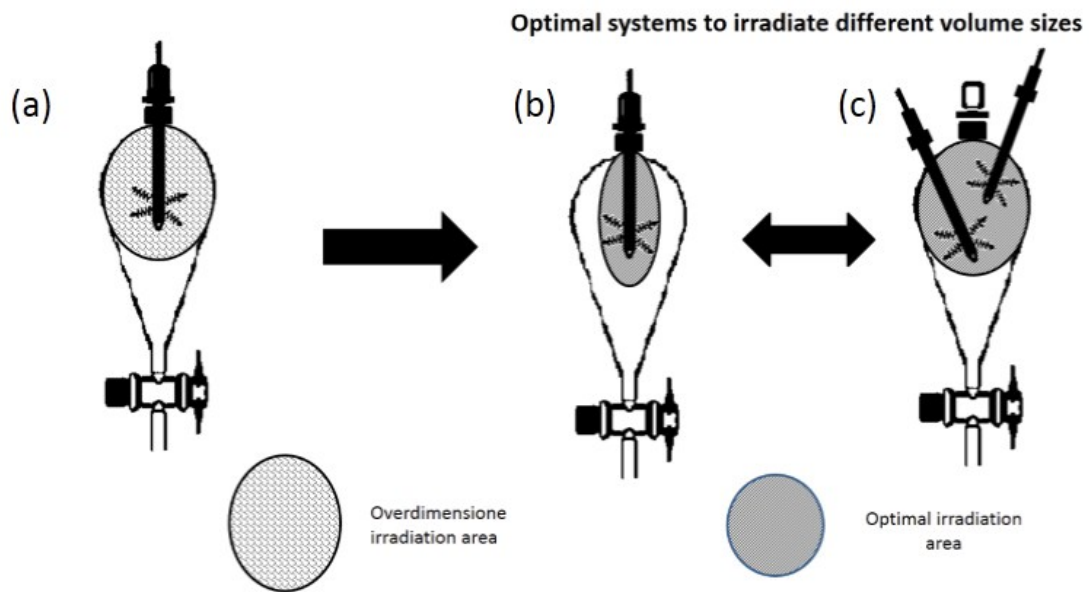 Optimal systems to irradiate different volume sizes
(a)
(b)
(c)
Overdimensione
irradiation area
Optimal irradiation
area